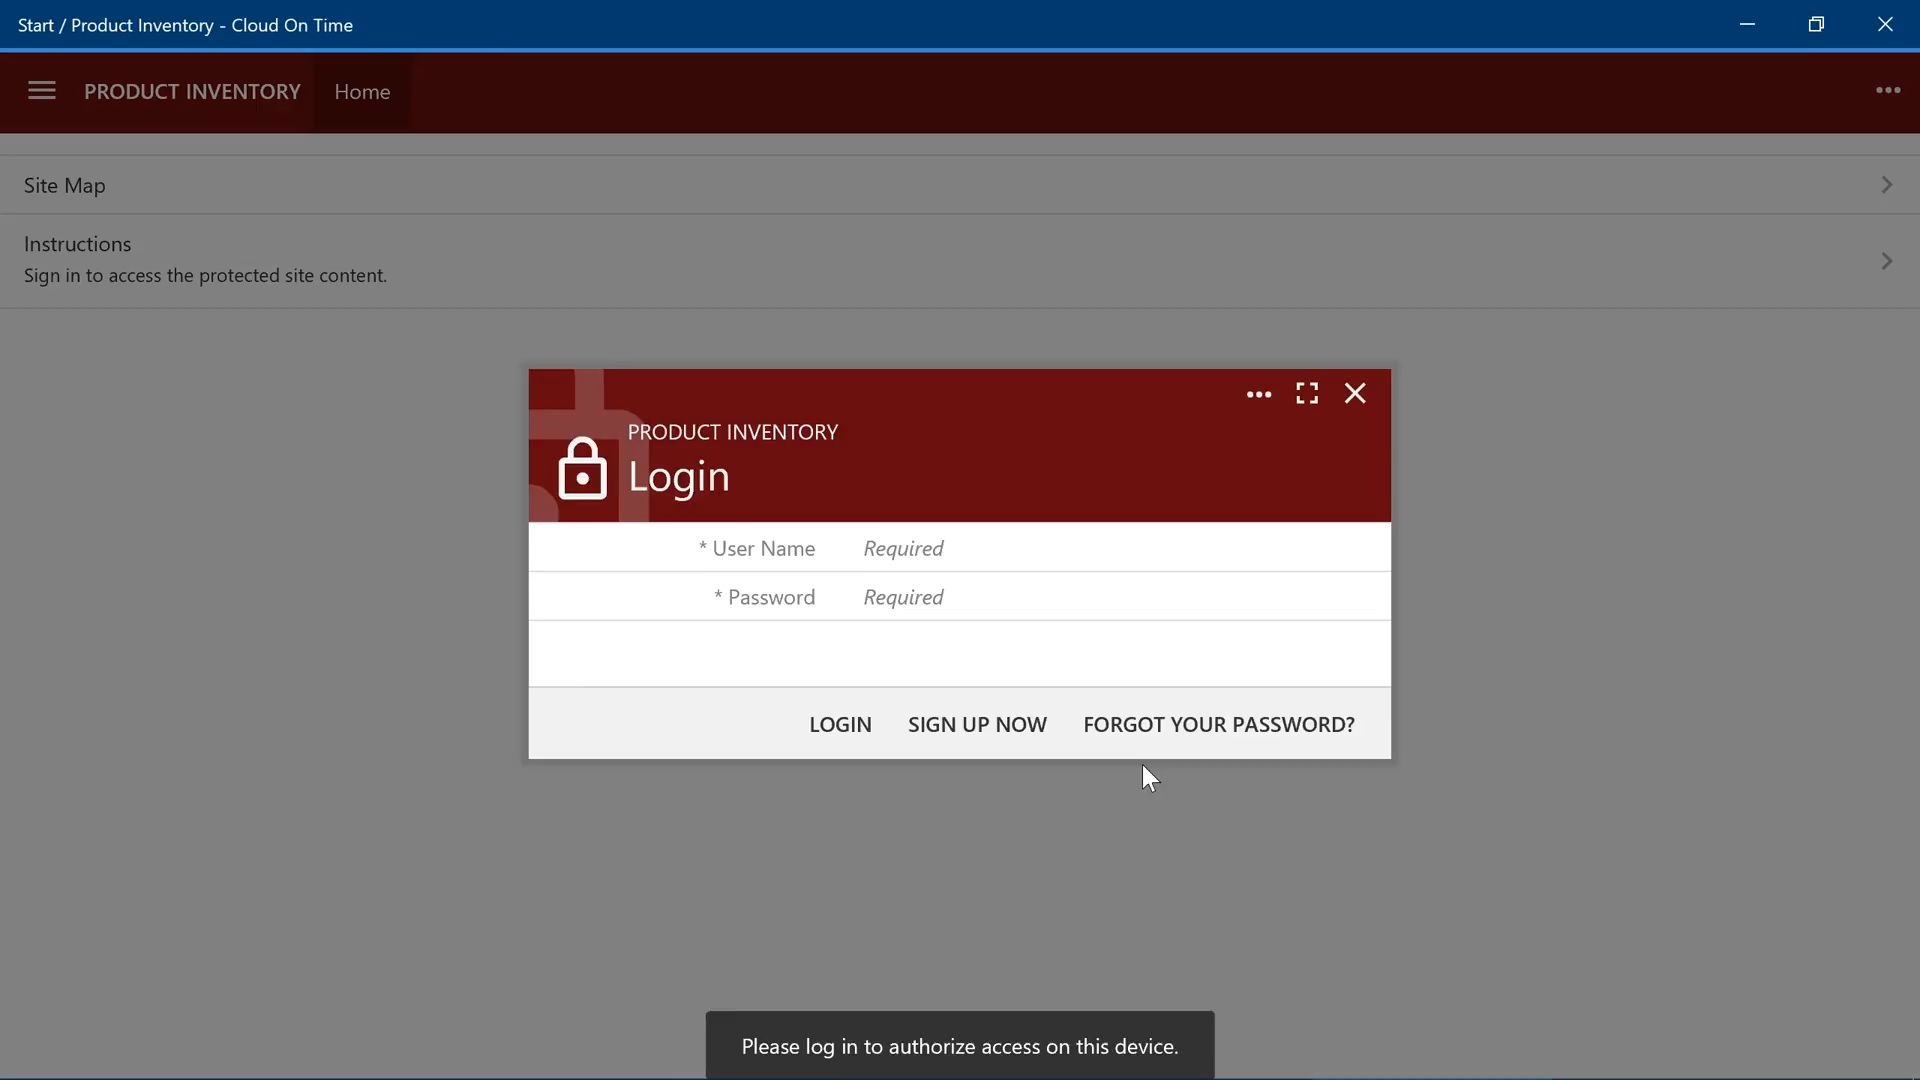 Start / Product Inventory - Cloud On Time
PRODUCT INVENTORY Home
Site Map
Instructions
Sign in to access the protected site content.
PRODUCT INVENTORY
Login
* User Name Required
* Password Required
LOGIN SIGN UP NOW FORGOT YOUR PASSWORD?
Please log in to authorize access on this device.